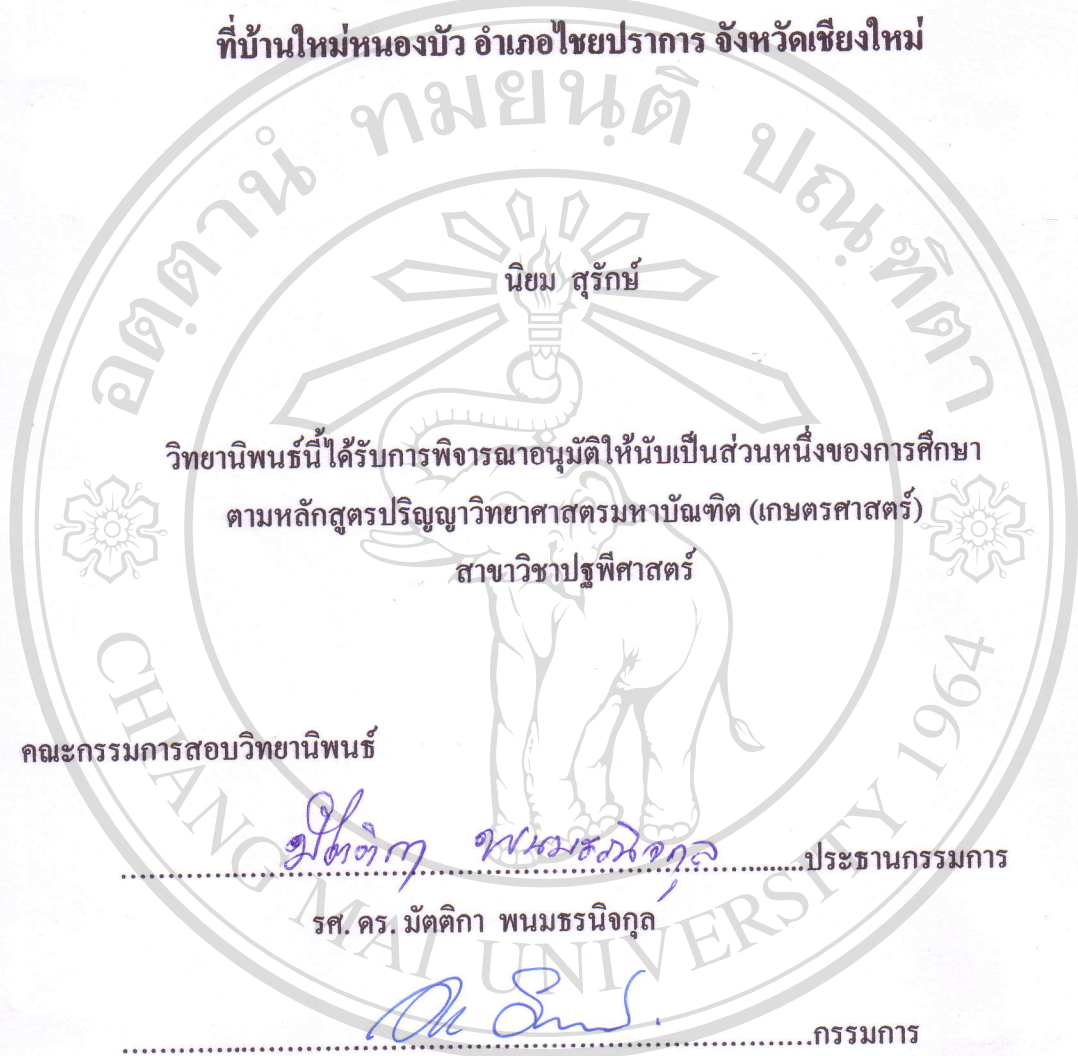 ที่บ้านใหม่หนองบัว อำเภอไชยปราการ จังหวัดเชียงใหม่
อตฺตานํ ทมยนฺติ ปณฺฑิตา
นิยม สุรักษ์
วิทยานิพนธ์นี้ได้รับการพิจารณาอนุมัติให้นับเป็นส่วนหนึ่งของการศึกษา
ตามหลักสูตรปริญญาวิทยาศาสตรมหาบัณฑิต (เกษตรศาสตร์)
สาขาวิชาปฐพีศาสตร์
คณะกรรมการสอบวิทยานิพนธ์
มัตติกา พนมธรนิจกุล ประธานกรรมการ
รศ. ดร. มัตติกา พนมธรนิจกุล
กรรมการ
CHIANG MAI UNIVERSITY 1964